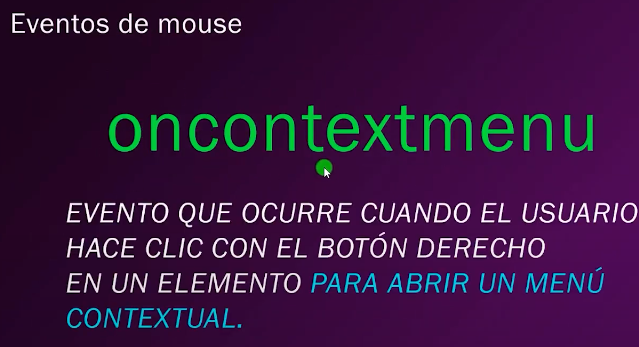 Eventos de mouse
oncontextmenu
EVENTO QUE OCURRE CUANDO EL USUARIO
HACE CLIC CON EL BOTÓN DERECHO
EN UN ELEMENTO PARA ABRIR UN MENÚ
CONTEXTUAL.